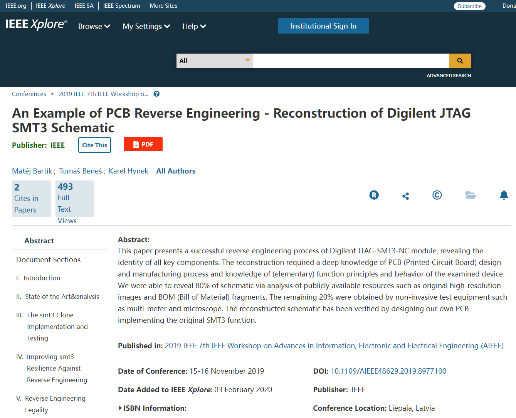 IEEE.org IEEE Xplore IEEE SA IEEE Spectrum More Sites Subscribe Dona
IEEE Xplore® Browse My Settings Help Institutional Sign In
All
ADVANCED SEARCH
Conferences > 2019 IEEE 7th IEEE Workshop o... ?
An Example of PCB Reverse Engineering - Reconstruction of Digilent JTAG
SMT3 Schematic
Publisher: IEEE Cite This PDF
Matěj Bartík ; Tomáš Beneš ; Karel Hynek All Authors
2
Cites in
Papers
493
Full
Text
Views
R ©
Abstract
Document Sections
I. Introduction
II. State of the Art&analysis
III. The smt3 Clone
Implementation and
Testing
IV. Improving smt3
Resilience Against
Reverse Engineering
V. Reverse Engineering
Legality
Abstract:
This paper presents a successful reverse engineering process of Digilent JTAG-SMT3-NC module, revealing the
identity of all key components. The reconstruction required a deep knowledge of PCB (Printed Circuit Board) design
and manufacturing process and knowledge of (elementary) function principles and behavior of the examined device.
We were able to reveal 80% of schematic via analysis of publicly available resources such as original high-resolution
images and BOM (Bill of Material) fragments. The remaining 20% were obtained by non-invasive test equipment such
as multi-meter and microscope. The reconstructed schematic has been verified by designing our own PCB
implementing the original SMT3 function.
Published in: 2019 IEEE 7th IEEE Workshop on Advances in Information, Electronic and Electrical Engineering (AIEEE)
Date of Conference: 15-16 November 2019 DOI: 10.1109/AIEEE48629.2019.8977100
Date Added to IEEE Xplore: 03 February 2020 Publisher: IEEE
ISBN Information: Conference Location: Liepaja, Latvia